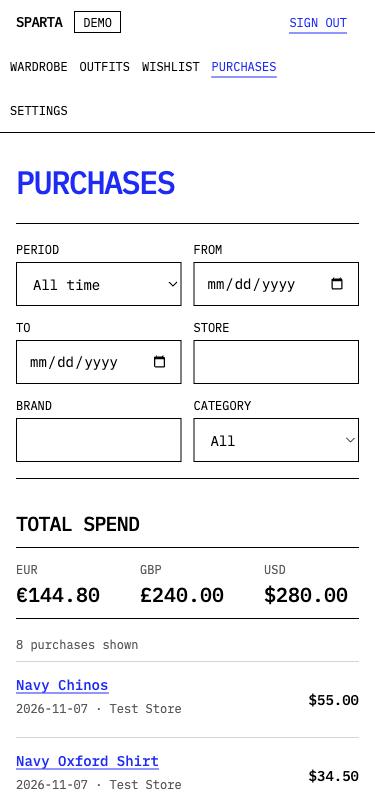 SPARTA DEMO SIGN OUT
WARDROBE OUTFITS WISHLIST PURCHASES
SETTINGS
PURCHASES
PERIOD FROM
All time mm/dd/yyyy
TO STORE
mm/dd/yyyy
BRAND CATEGORY
All
TOTAL SPEND
EUR GBP USD
€144.80 £240.00 $280.00
8 purchases shown
Navy Chinos
2026-11-07 · Test Store $55.00
Navy Oxford Shirt
2026-11-07 · Test Store $34.50